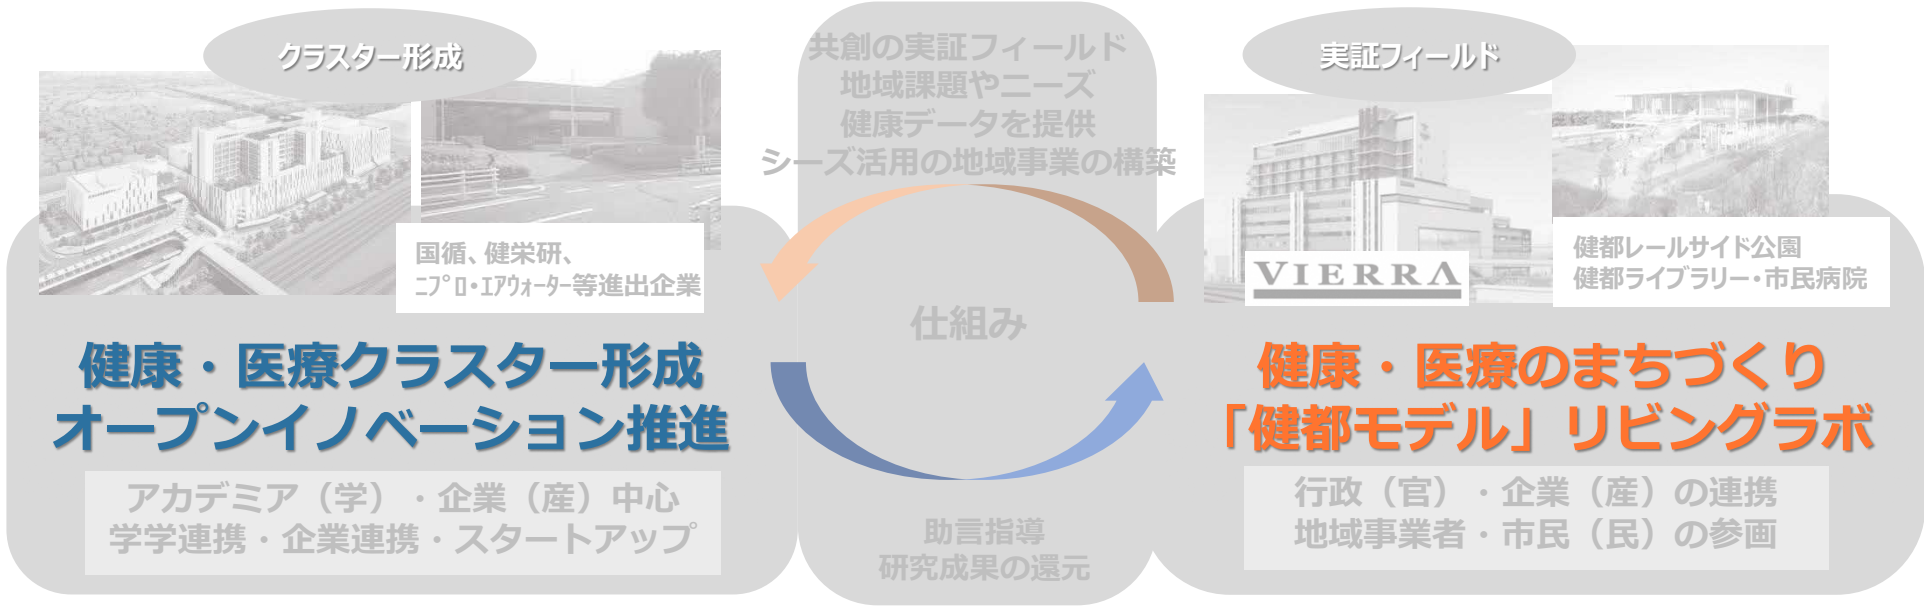 クラスター形成
国循、健栄研、
ﾆﾌﾟﾛ・ｴｱｳｫｰﾀｰ等進出企業
健康・医療クラスター形成
オープンイノベーション推進
アカデミア（学）・企業（産）中心
学学連携・企業連携・スタートアップ
共創の実証フィールド
地域課題やニーズ
健康データを提供
シーズ活用の地域事業の構築
仕組み
助言指導
研究成果の還元
実証フィールド
VIERRA
健都レールサイド公園
健都ライブラリー・市民病院
健康・医療のまちづくり
「健都モデル」リビングラボ
行政（官）・企業（産）の連携
地域事業者・市民（民）の参画